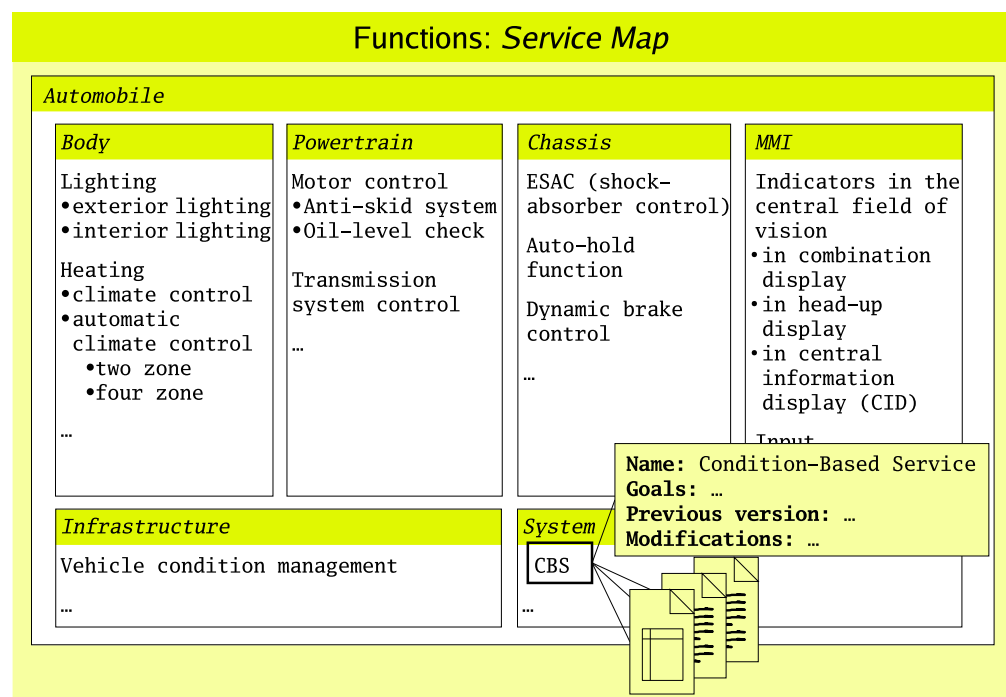 Functions: Service Map
Automobile
Body
Lighting
•exterior lighting
•interior lighting
Heating
•climate control
•automatic
climate control
•two zone
•four zone
…
Powertrain
Motor control
•Anti-skid system
•Oil-level check
Transmission
system control
…
Chassis
ESAC (shock-
absorber control)
Auto-hold
function
Dynamic brake
control
…
MMI
Indicators in the
central field of
vision
•in combination
display
•in head-up
display
•in central
information
display (CID)
Input
Name: Condition-Based Service
Goals: …
Previous version: …
Modifications: …
Infrastructure
Vehicle condition management
…
System
CBS
…